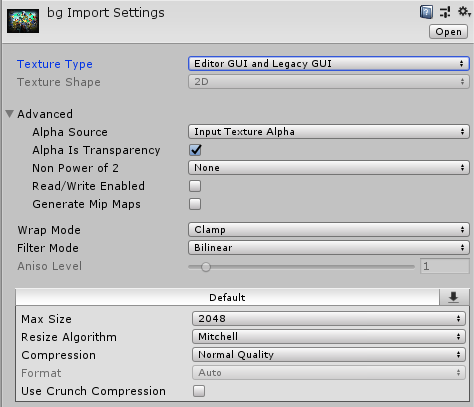 bg Import Settings
Open
Texture Type Editor GUI and Legacy GUI
Texture Shape 2D
Advanced
Alpha Source Input Texture Alpha
Alpha Is Transparency
Non Power of 2 None
Read/Write Enabled
Generate Mip Maps
Wrap Mode Clamp
Filter Mode Bilinear
Aniso Level 1
Default
Max Size 2048
Resize Algorithm Mitchell
Compression Normal Quality
Format Auto
Use Crunch Compression